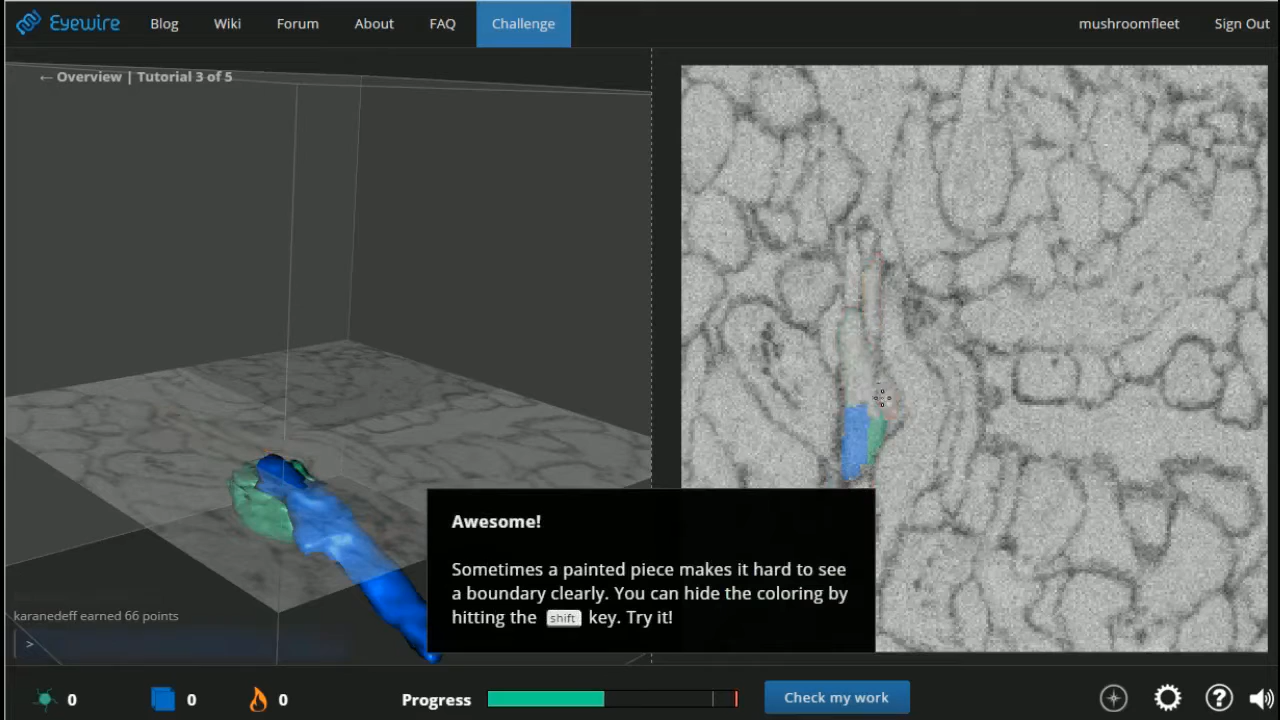 Eyewire Blog Wiki Forum About FAQ Challenge mushroomfleet Sign Out
← Overview | Tutorial 3 of 5
Awesome!
Sometimes a painted piece makes it hard to see
a boundary clearly. You can hide the coloring by
hitting the shift key. Try it!
karanedeff earned 66 points
>
0 0 0 Progress Check my work